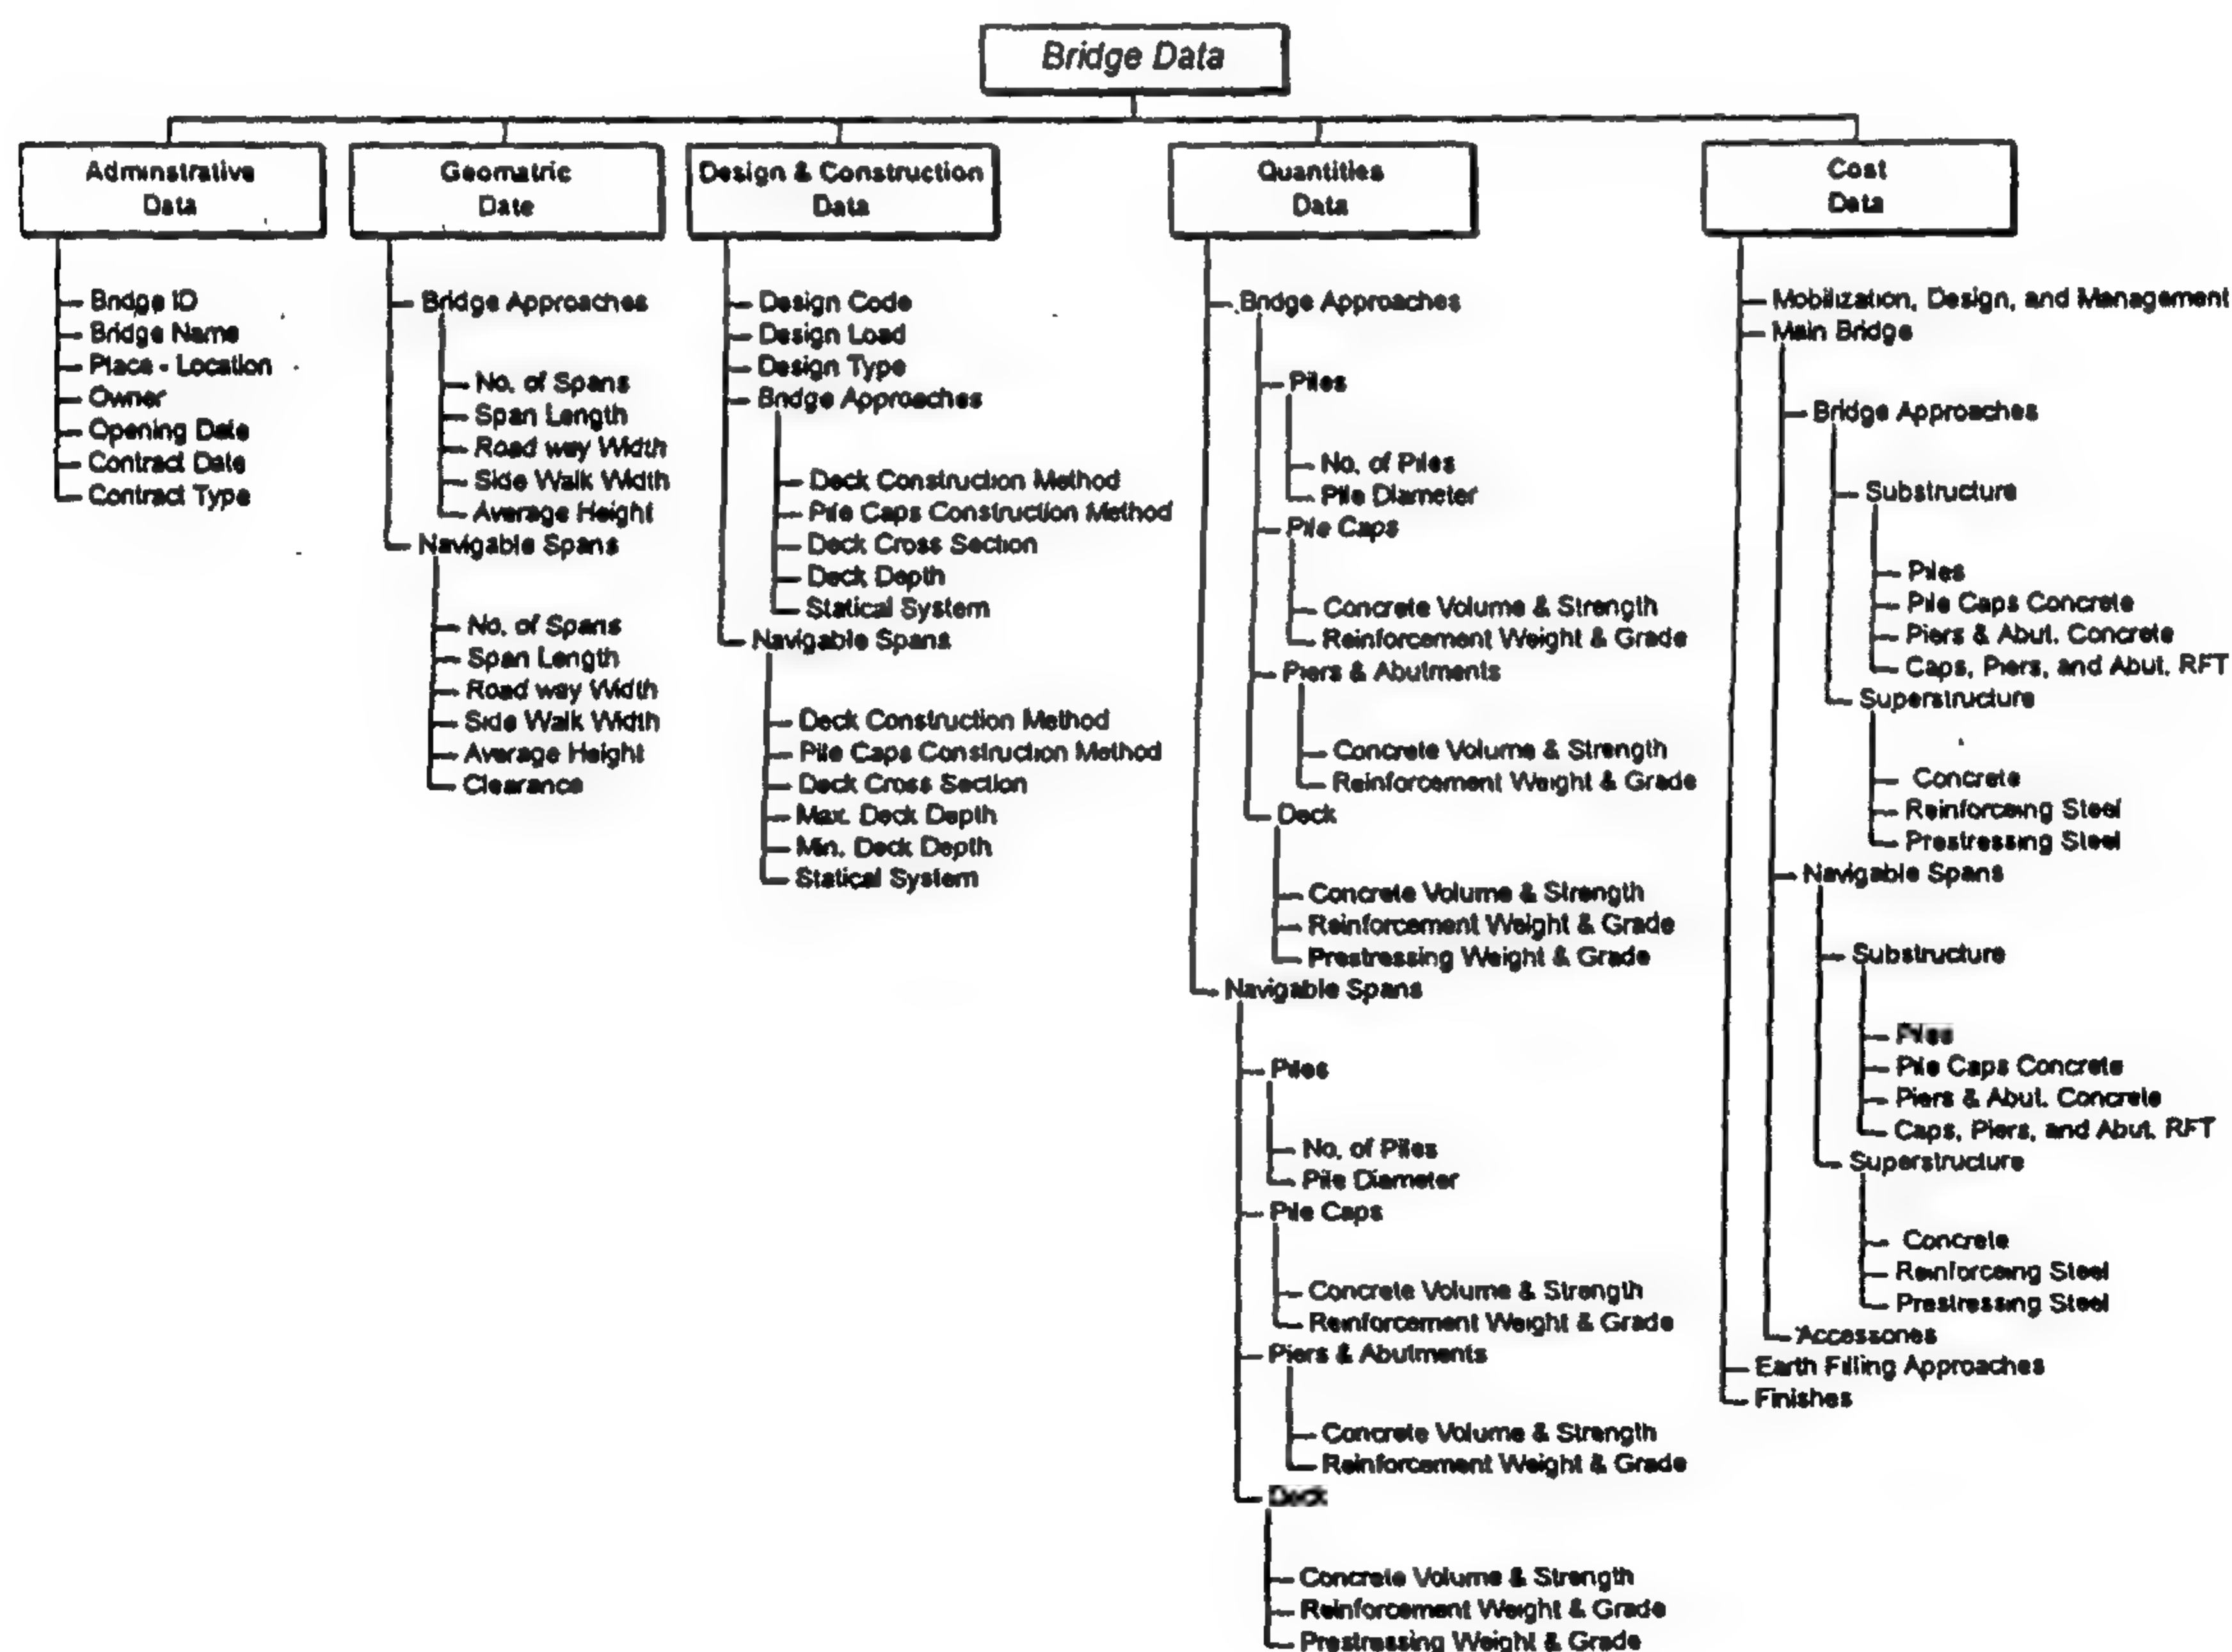 Bridge Data
Adminstrative
Data
Bridge ID
Bridge Name
Place - Location
Owner
Opening Date
Contract Date
Contract Type
Geomatric
Date
Bridge Approaches
No. of Spans
Span Length
Road way Width
Side Walk Width
Average Height
Navigable Spans
No. of Spans
Span Length
Road way Width
Side Walk Width
Average Height
Clearance
Design & Construction
Data
Design Code
Design Load
Design Type
Bridge Approaches
Deck Construction Method
Pile Caps Construction Method
Deck Cross Section
Deck Depth
Statical System
Navigable Spans
Deck Construction Method
Pile Caps Construction Method
Deck Cross Section
Max. Deck Depth
Min. Deck Depth
Statical System
Quantities
Data
Bridge Approaches
Piles
No. of Piles
Pile Diameter
Pile Caps
Concrete Volume & Strength
Reinforcement Weight & Grade
Piers & Abutments
Concrete Volume & Strength
Reinforcement Weight & Grade
Deck
Concrete Volume & Strength
Reinforcement Weight & Grade
Prestressing Weight & Grade
Navigable Spans
Piles
No. of Piles
Pile Diameter
Pile Caps
Concrete Volume & Strength
Reinforcement Weight & Grade
Piers & Abutments
Concrete Volume & Strength
Reinforcement Weight & Grade
Deck
Concrete Volume & Strength
Reinforcement Weight & Grade
Prestressing Weight & Grade
Cost
Data
Mobilization, Design, and Management
Main Bridge
Bridge Approaches
Substructure
Piles
Pile Caps Concrete
Piers & Abut. Concrete
Caps, Piers, and Abut. RFT
Superstructure
Concrete
Reinforceing Steel
Prestressing Steel
Navigable Spans
Substructure
Piles
Pile Caps Concrete
Piers & Abut. Concrete
Caps, Piers, and Abut. RFT
Superstructure
Concrete
Reinforceing Steel
Prestressing Steel
Accessories
Earth Filling Approaches
Finishes